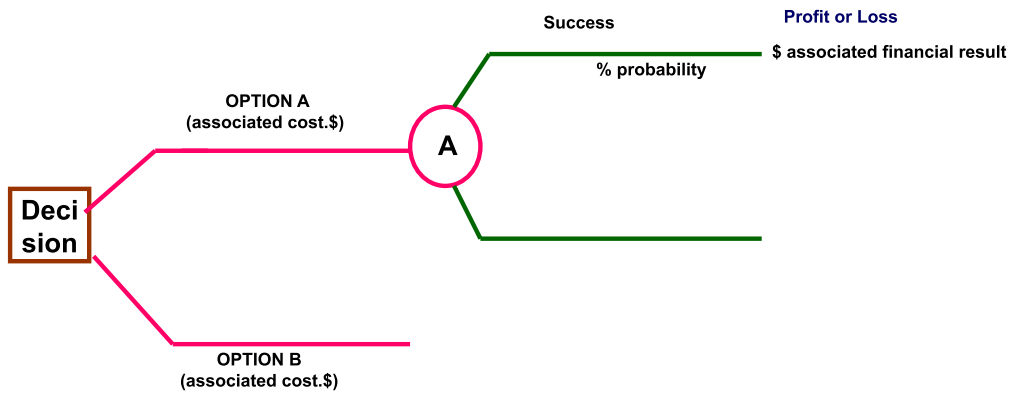 Success
Profit or Loss
$ associated financial result
% probability
OPTION A
(associated cost.$)
A
Deci
sion
OPTION B
(associated cost.$)